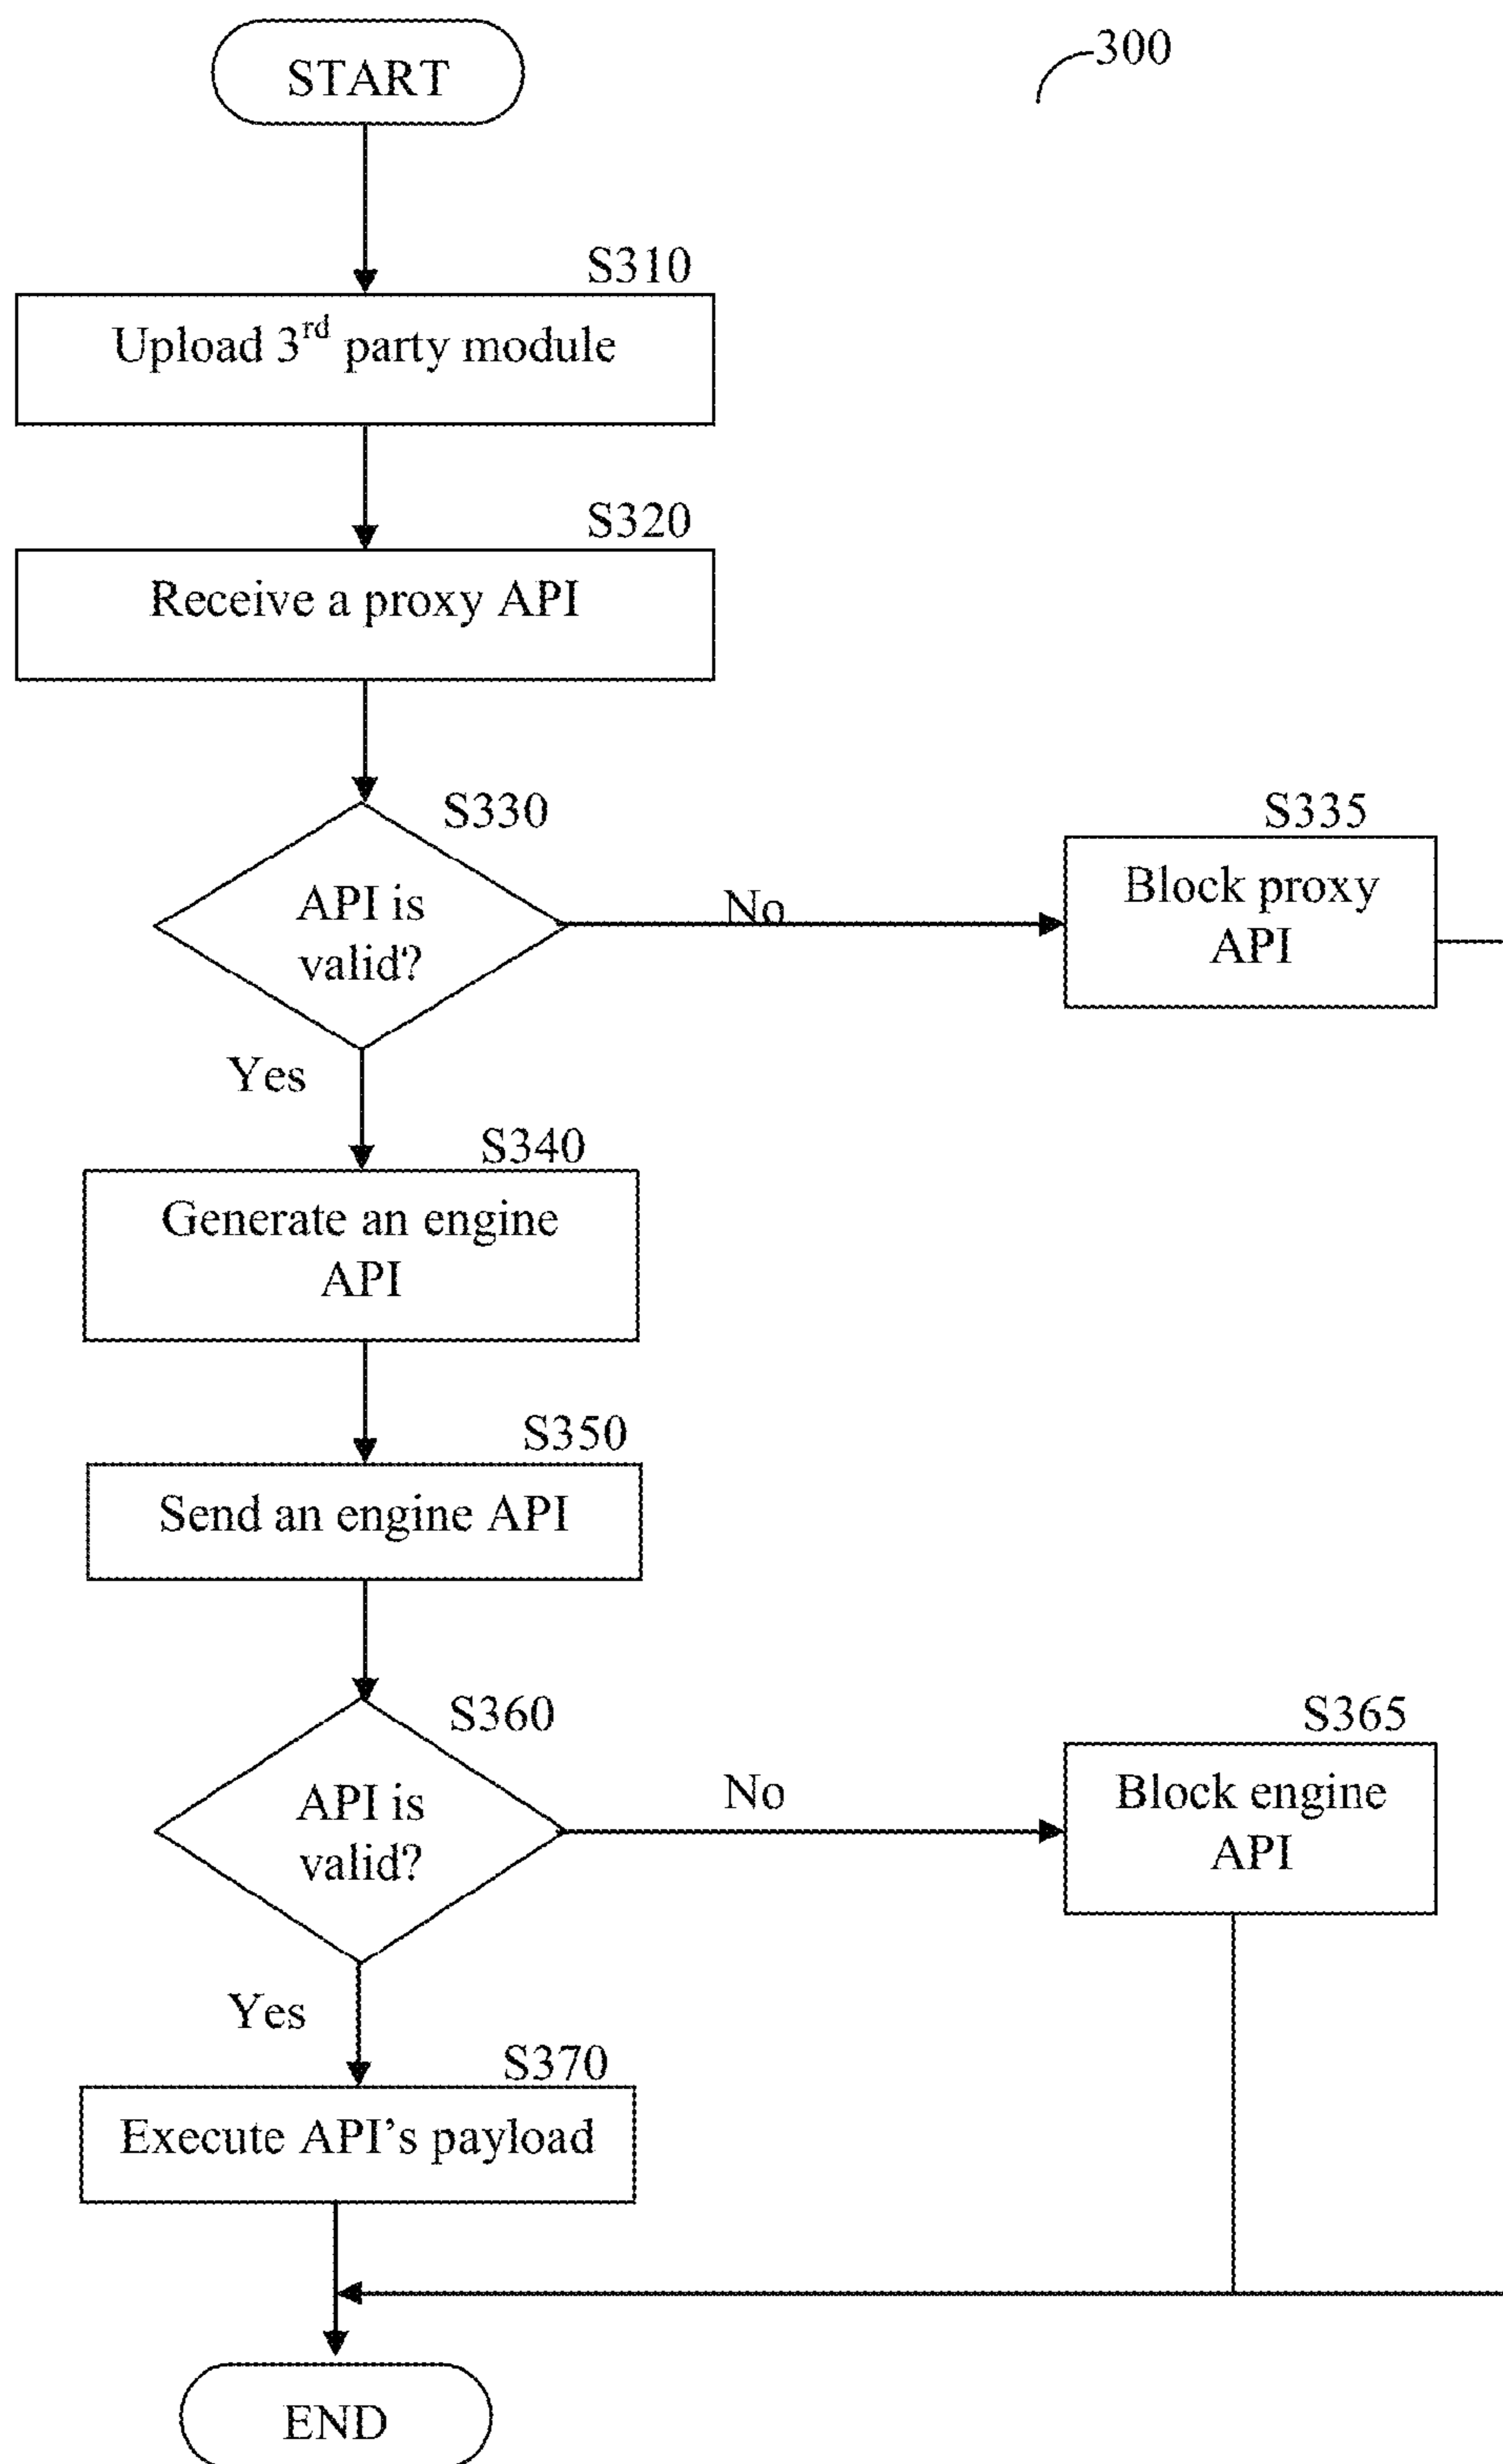 START
300
S310
Upload 3rd party module
S320
Receive a proxy API
S330
API is
valid?
No
S335
Block proxy
API
Yes
S340
Generate an engine
API
S350
Send an engine API
S360
API is
valid?
No
S365
Block engine
API
Yes
S370
Execute API's payload
END